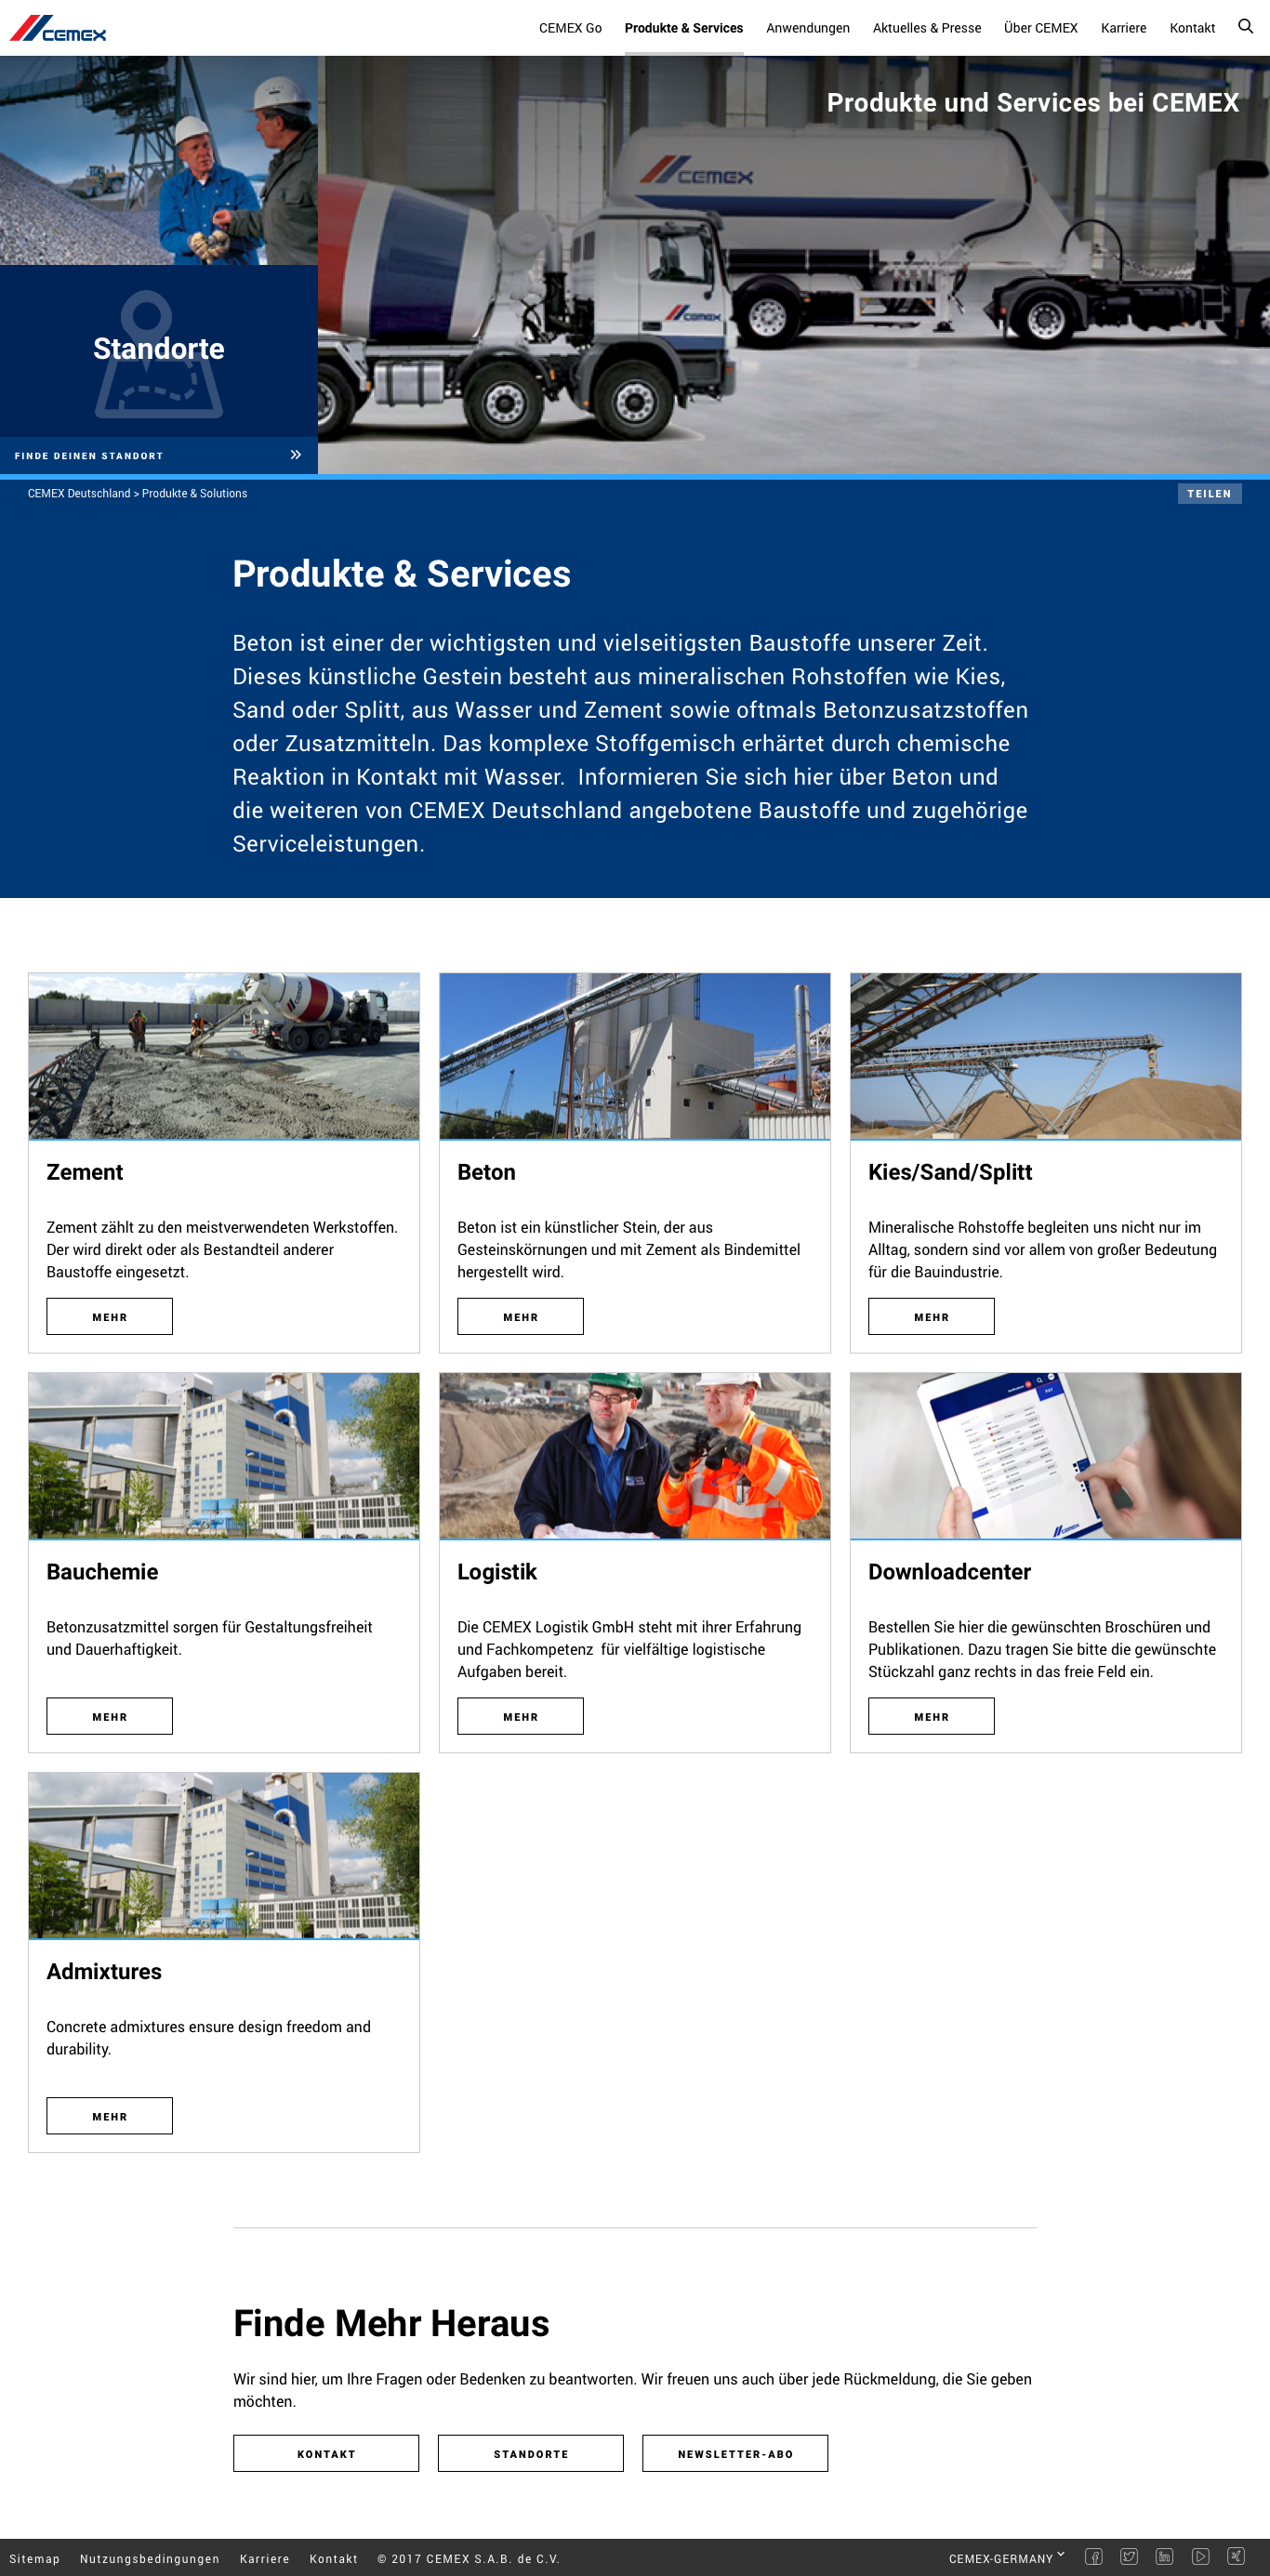 CEMEX
CEMEX Go
Produkte & Services
Anwendungen
Aktuelles & Presse
Über CEMEX
Karriere
Kontakt
Produkte und Services bei CEMEX
CEMEX
CEMEX
Standorte
FINDE DEINEN STANDORT
CEMEX Deutschland > Produkte & Solutions
TEILEN
Produkte & Services
Beton ist einer der wichtigsten und vielseitigsten Baustoffe unserer Zeit.
Dieses künstliche Gestein besteht aus mineralischen Rohstoffen wie Kies,
Sand oder Splitt, aus Wasser und Zement sowie oftmals Betonzusatzstoffen
oder Zusatzmitteln. Das komplexe Stoffgemisch erhärtet durch chemische
Reaktion in Kontakt mit Wasser.  Informieren Sie sich hier über Beton und
die weiteren von CEMEX Deutschland angebotene Baustoffe und zugehörige
Serviceleistungen.
Zement
Zement zählt zu den meistverwendeten Werkstoffen.
Der wird direkt oder als Bestandteil anderer
Baustoffe eingesetzt.
MEHR
Beton
Beton ist ein künstlicher Stein, der aus
Gesteinskörnungen und mit Zement als Bindemittel
hergestellt wird.
MEHR
Kies/Sand/Splitt
Mineralische Rohstoffe begleiten uns nicht nur im
Alltag, sondern sind vor allem von großer Bedeutung
für die Bauindustrie.
MEHR
Bauchemie
Betonzusatzmittel sorgen für Gestaltungsfreiheit
und Dauerhaftigkeit.
MEHR
Logistik
Die CEMEX Logistik GmbH steht mit ihrer Erfahrung
und Fachkompetenz  für vielfältige logistische
Aufgaben bereit.
MEHR
CEMEX
Downloadcenter
Bestellen Sie hier die gewünschten Broschüren und
Publikationen. Dazu tragen Sie bitte die gewünschte
Stückzahl ganz rechts in das freie Feld ein.
MEHR
Admixtures
Concrete admixtures ensure design freedom and
durability.
MEHR
Finde Mehr Heraus
Wir sind hier, um Ihre Fragen oder Bedenken zu beantworten. Wir freuen uns auch über jede Rückmeldung, die Sie geben
möchten.
KONTAKT
STANDORTE
NEWSLETTER-ABO
Sitemap
Nutzungsbedingungen
Karriere
Kontakt
© 2017 CEMEX S.A.B. de C.V.
CEMEX-GERMANY